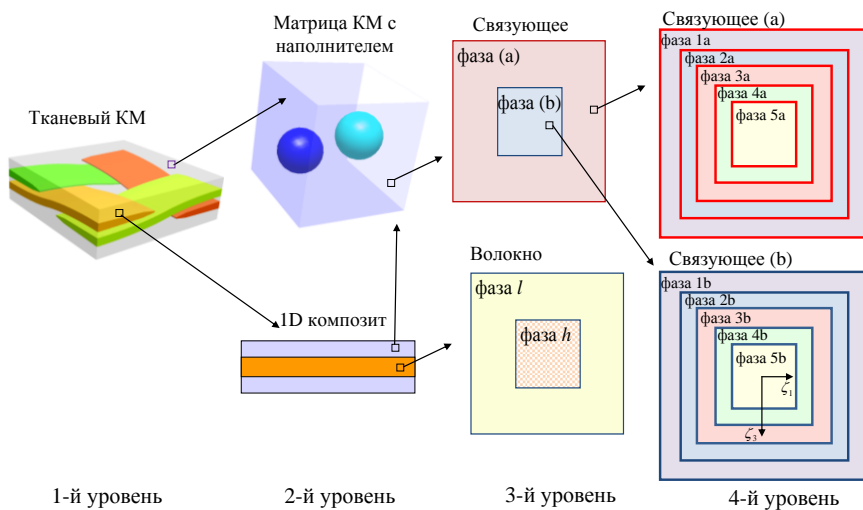 Тканевый КМ
1-й уровень
Матрица КМ с
наполнителем
1D композит
2-й уровень
Связующее
фаза (a)
фаза (b)
Волокно
фаза l
фаза h
3-й уровень
Связующее (a)
фаза 1a
фаза 2a
фаза 3a
фаза 4a
фаза 5a
Связующее (b)
фаза 1b
фаза 2b
фаза 3b
фаза 4b
фаза 5b
ζ₁
ζ₃
4-й уровень